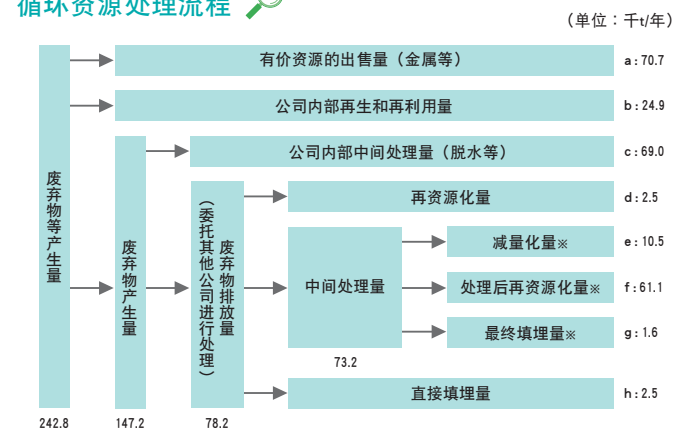 循环资源处理流程
（单位：千t/年）
有价资源的出售量（金属等）
a：70.7
公司内部再生和再利用量
b：24.9
公司内部中间处理量（脱水等）
c：69.0
再资源化量
d：2.5
减量化量※
e：10.5
处理后再资源化量※
f：61.1
最终填埋量※
g：1.6
直接填埋量
h：2.5
废弃物等产生量
242.8
废弃物产生量
147.2
废弃物排放量
（委托其他公司进行处理）
78.2
中间处理量
73.2